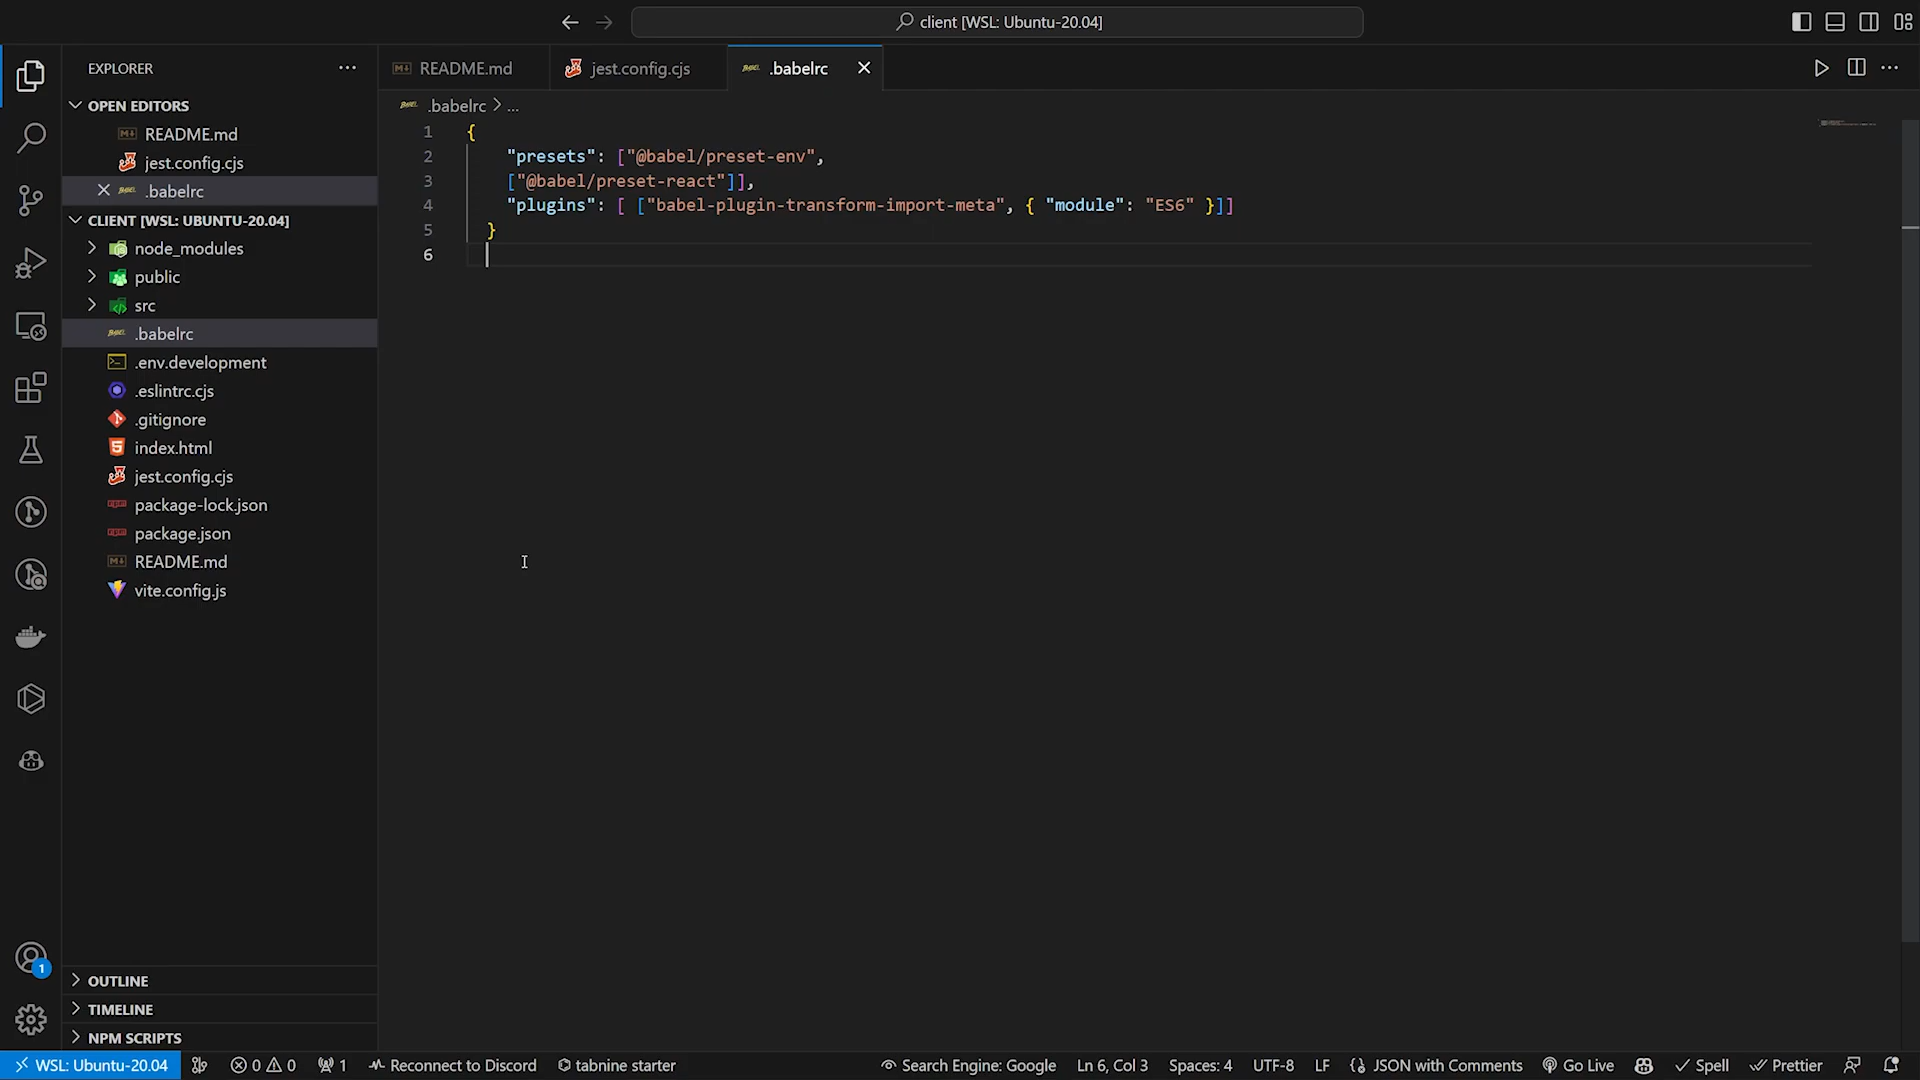 client [WSL: Ubuntu-20.04]
EXPLORER
README.md
jest.config.cjs
.babelrc
OPEN EDITORS
README.md
jest.config.cjs
.babelrc
CLIENT [WSL: UBUNTU-20.04]
node_modules
public
src
.babelrc
.env.development
.eslintrc.cjs
.gitignore
index.html
jest.config.cjs
package-lock.json
package.json
README.md
vite.config.js
OUTLINE
TIMELINE
NPM SCRIPTS
.babelrc > ...
1 {
2 "presets": ["@babel/preset-env",
3 ["@babel/preset-react"]],
4 "plugins": [ ["babel-plugin-transform-import-meta", { "module": "ES6" }]]
5 }
6
1
WSL: Ubuntu-20.04 0 0 1 Reconnect to Discord tabnine starter Search Engine: Google Ln 6, Col 3 Spaces: 4 UTF-8 LF JSON with Comments Go Live Spell Prettier